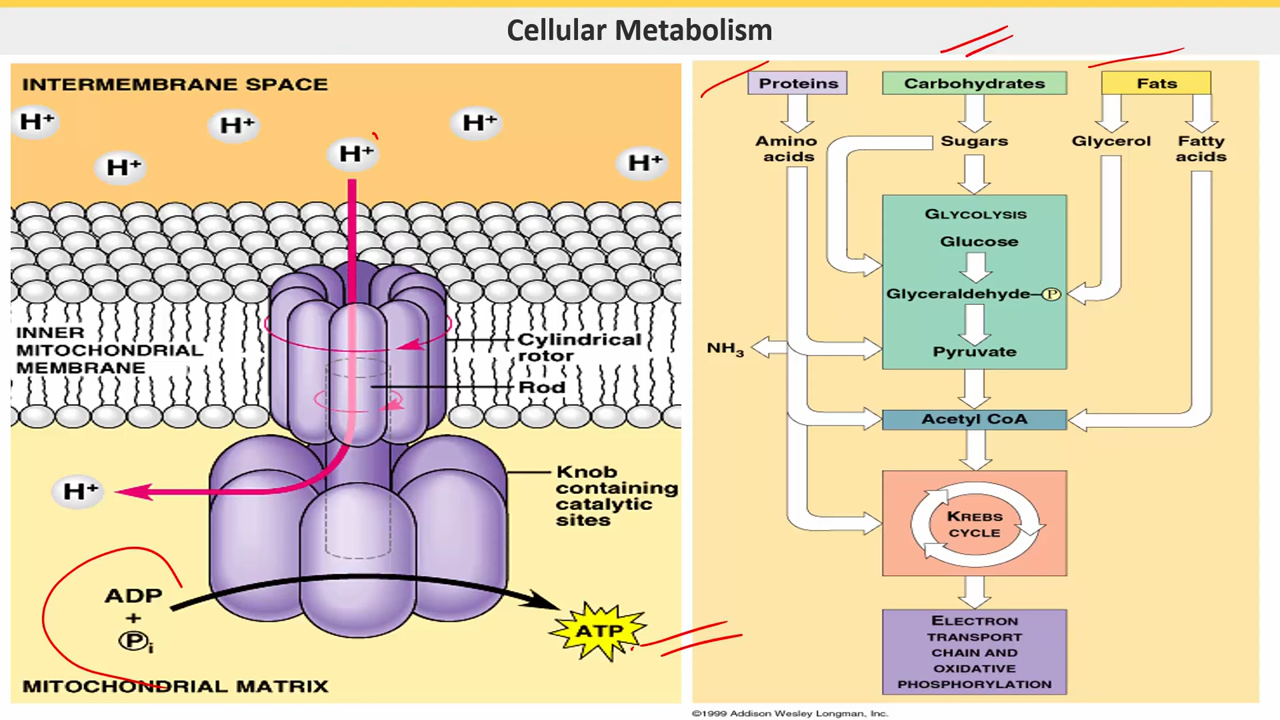 Cellular Metabolism
INTERMEMBRANE SPACE
H+
H+
H+
H+
H+
H+
INNER
MITOCHONDRIAL
MEMBRANE
Cylindrical
rotor
Rod
Knob
containing
catalytic
sites
H+
ADP
+
Pi
ATP
MITOCHONDRIAL MATRIX
Proteins
Carbohydrates
Fats
Amino
acids
Sugars
Glycerol
Fatty
acids
GLYCOLYSIS
Glucose
Glyceraldehyde–P
NH3
Pyruvate
Acetyl CoA
KREBS
CYCLE
ELECTRON
TRANSPORT
CHAIN AND
OXIDATIVE
PHOSPHORYLATION
©1999 Addison Wesley Longman, Inc.